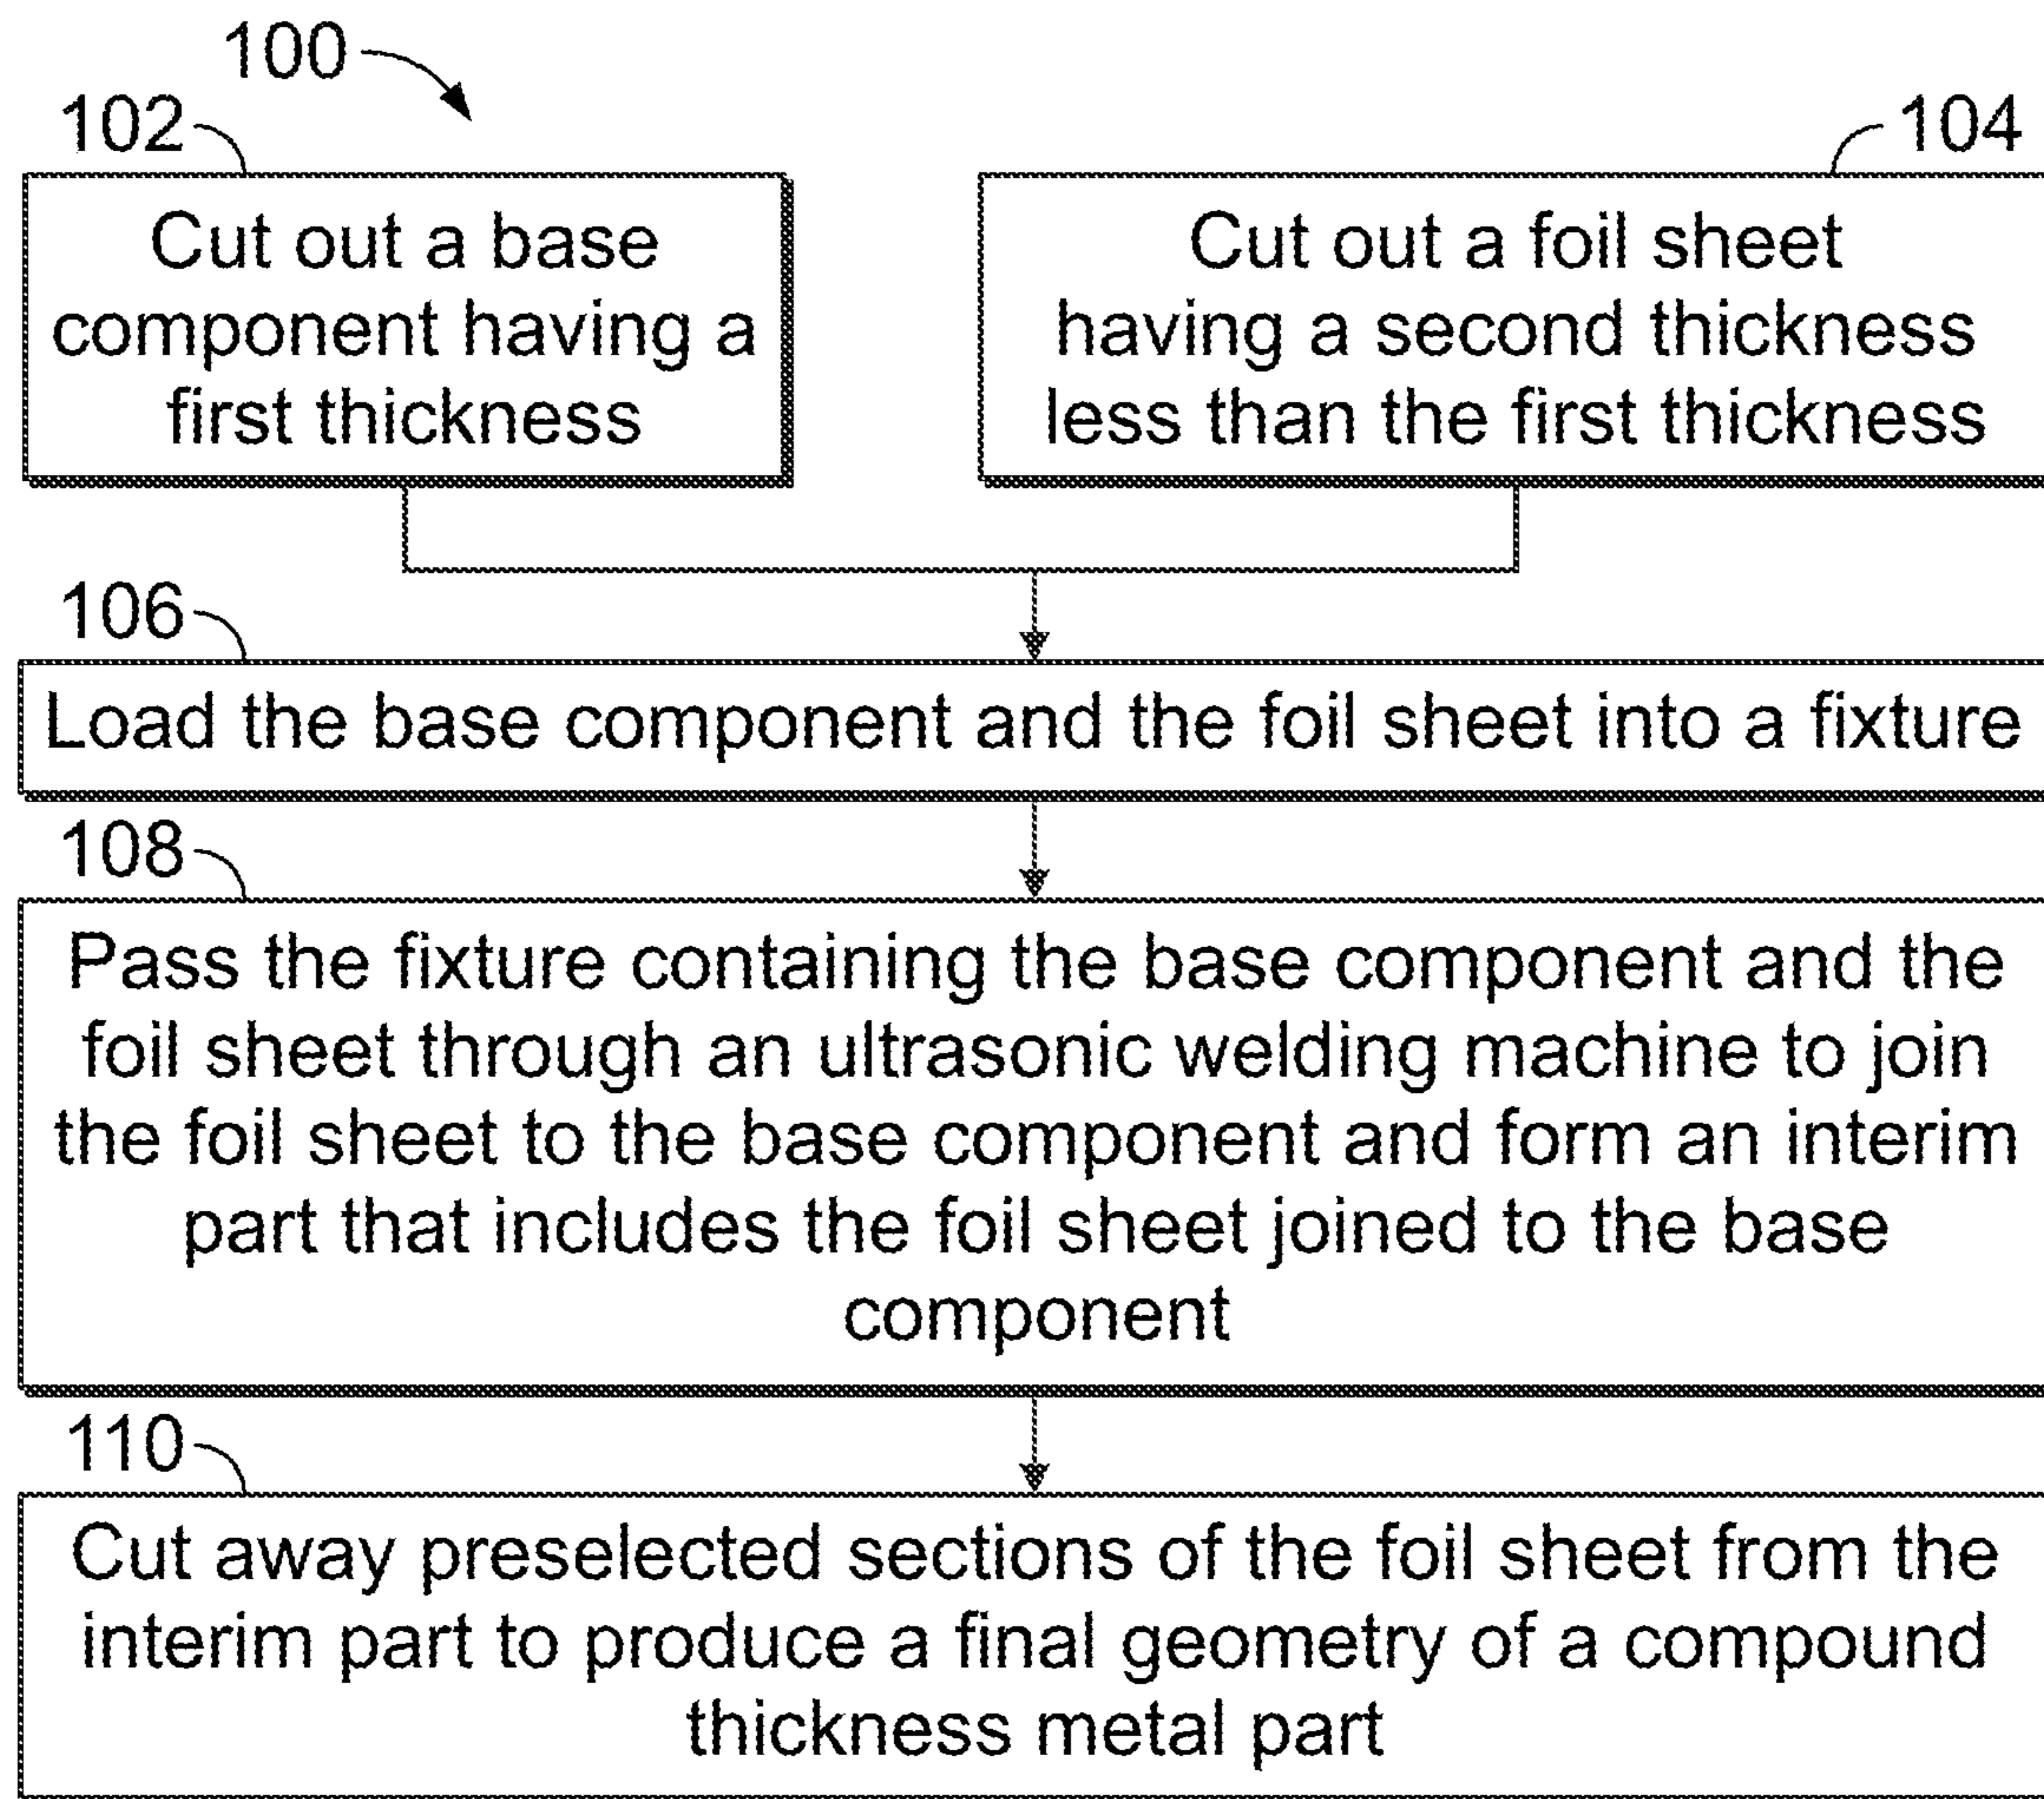 100
102
104
Cut out a base
component having a
first thickness
Cut out a foil sheet
having a second thickness
less than the first thickness
106
Load the base component and the foil sheet into a fixture
108
Pass the fixture containing the base component and the
foil sheet through an ultrasonic welding machine to join
the foil sheet to the base component and form an interim
part that includes the foil sheet joined to the base
component
110
Cut away preselected sections of the foil sheet from the
interim part to produce a final geometry of a compound
thickness metal part